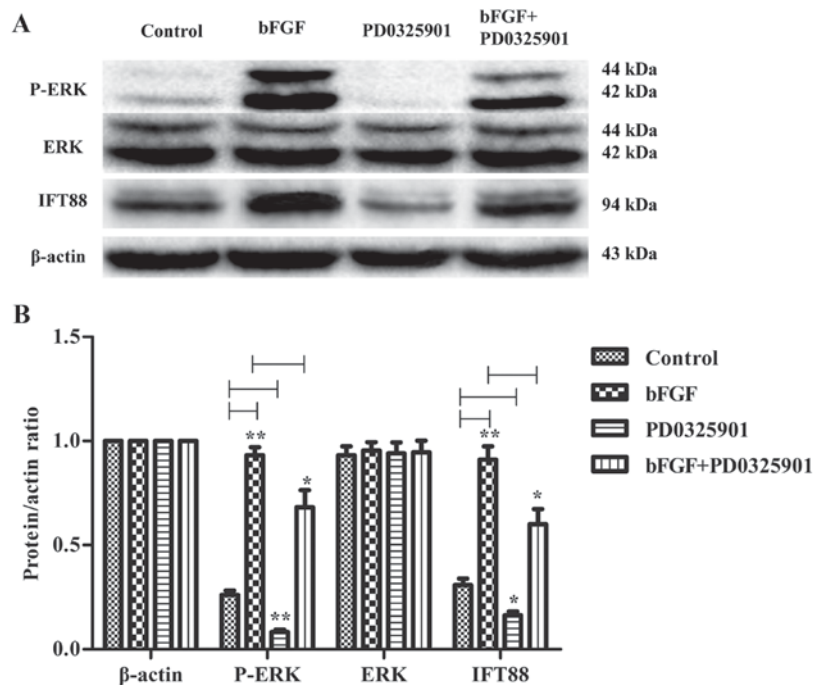 A
Control bFGF PD0325901 bFGF+
PD0325901
P-ERK 44 kDa
42 kDa
ERK 44 kDa
42 kDa
IFT88 94 kDa
β-actin 43 kDa
B
Protein/actin ratio
1.5
1.0
0.5
0.0
** ** * ** * *
β-actin P-ERK ERK IFT88
Control
bFGF
PD0325901
bFGF+PD0325901